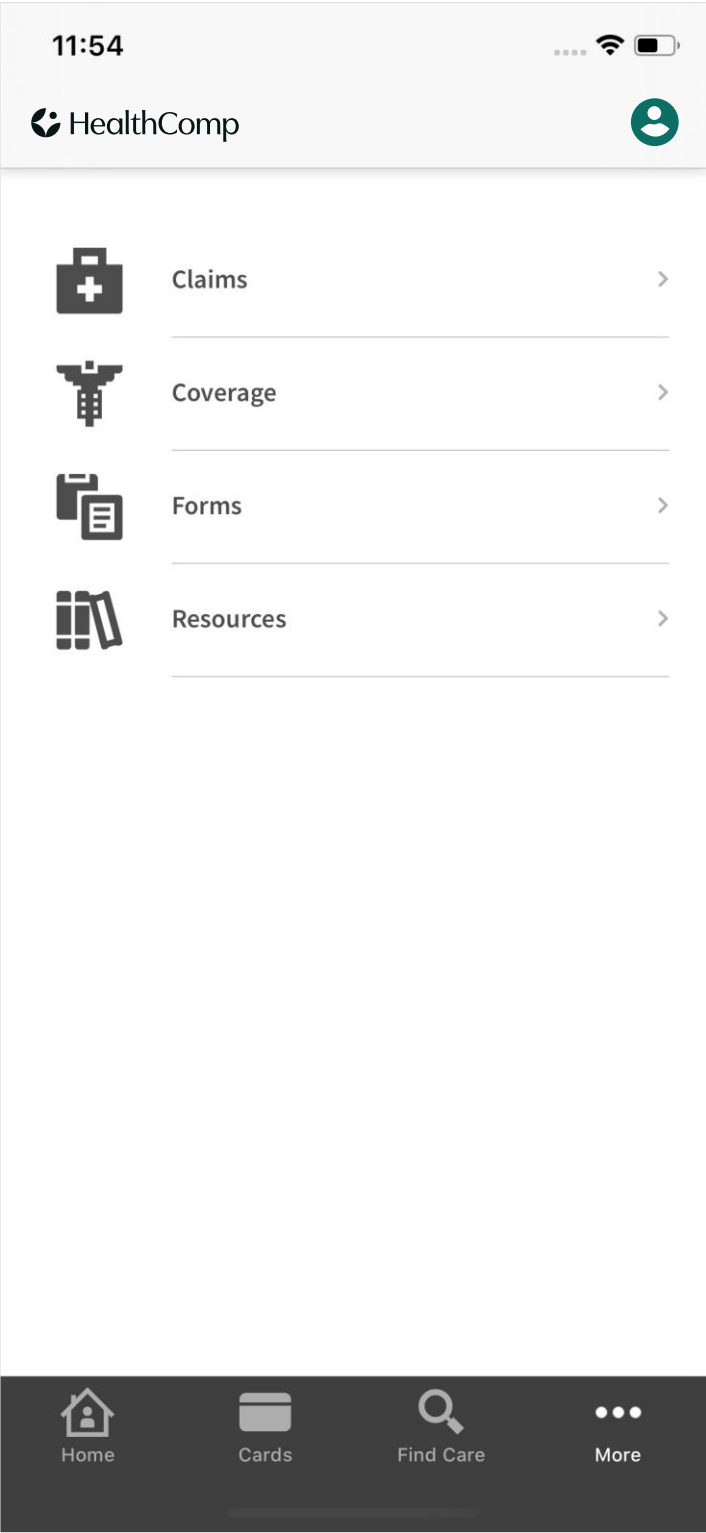 11:54
HealthComp
Claims
Coverage
Forms
Resources
Home Cards Find Care More